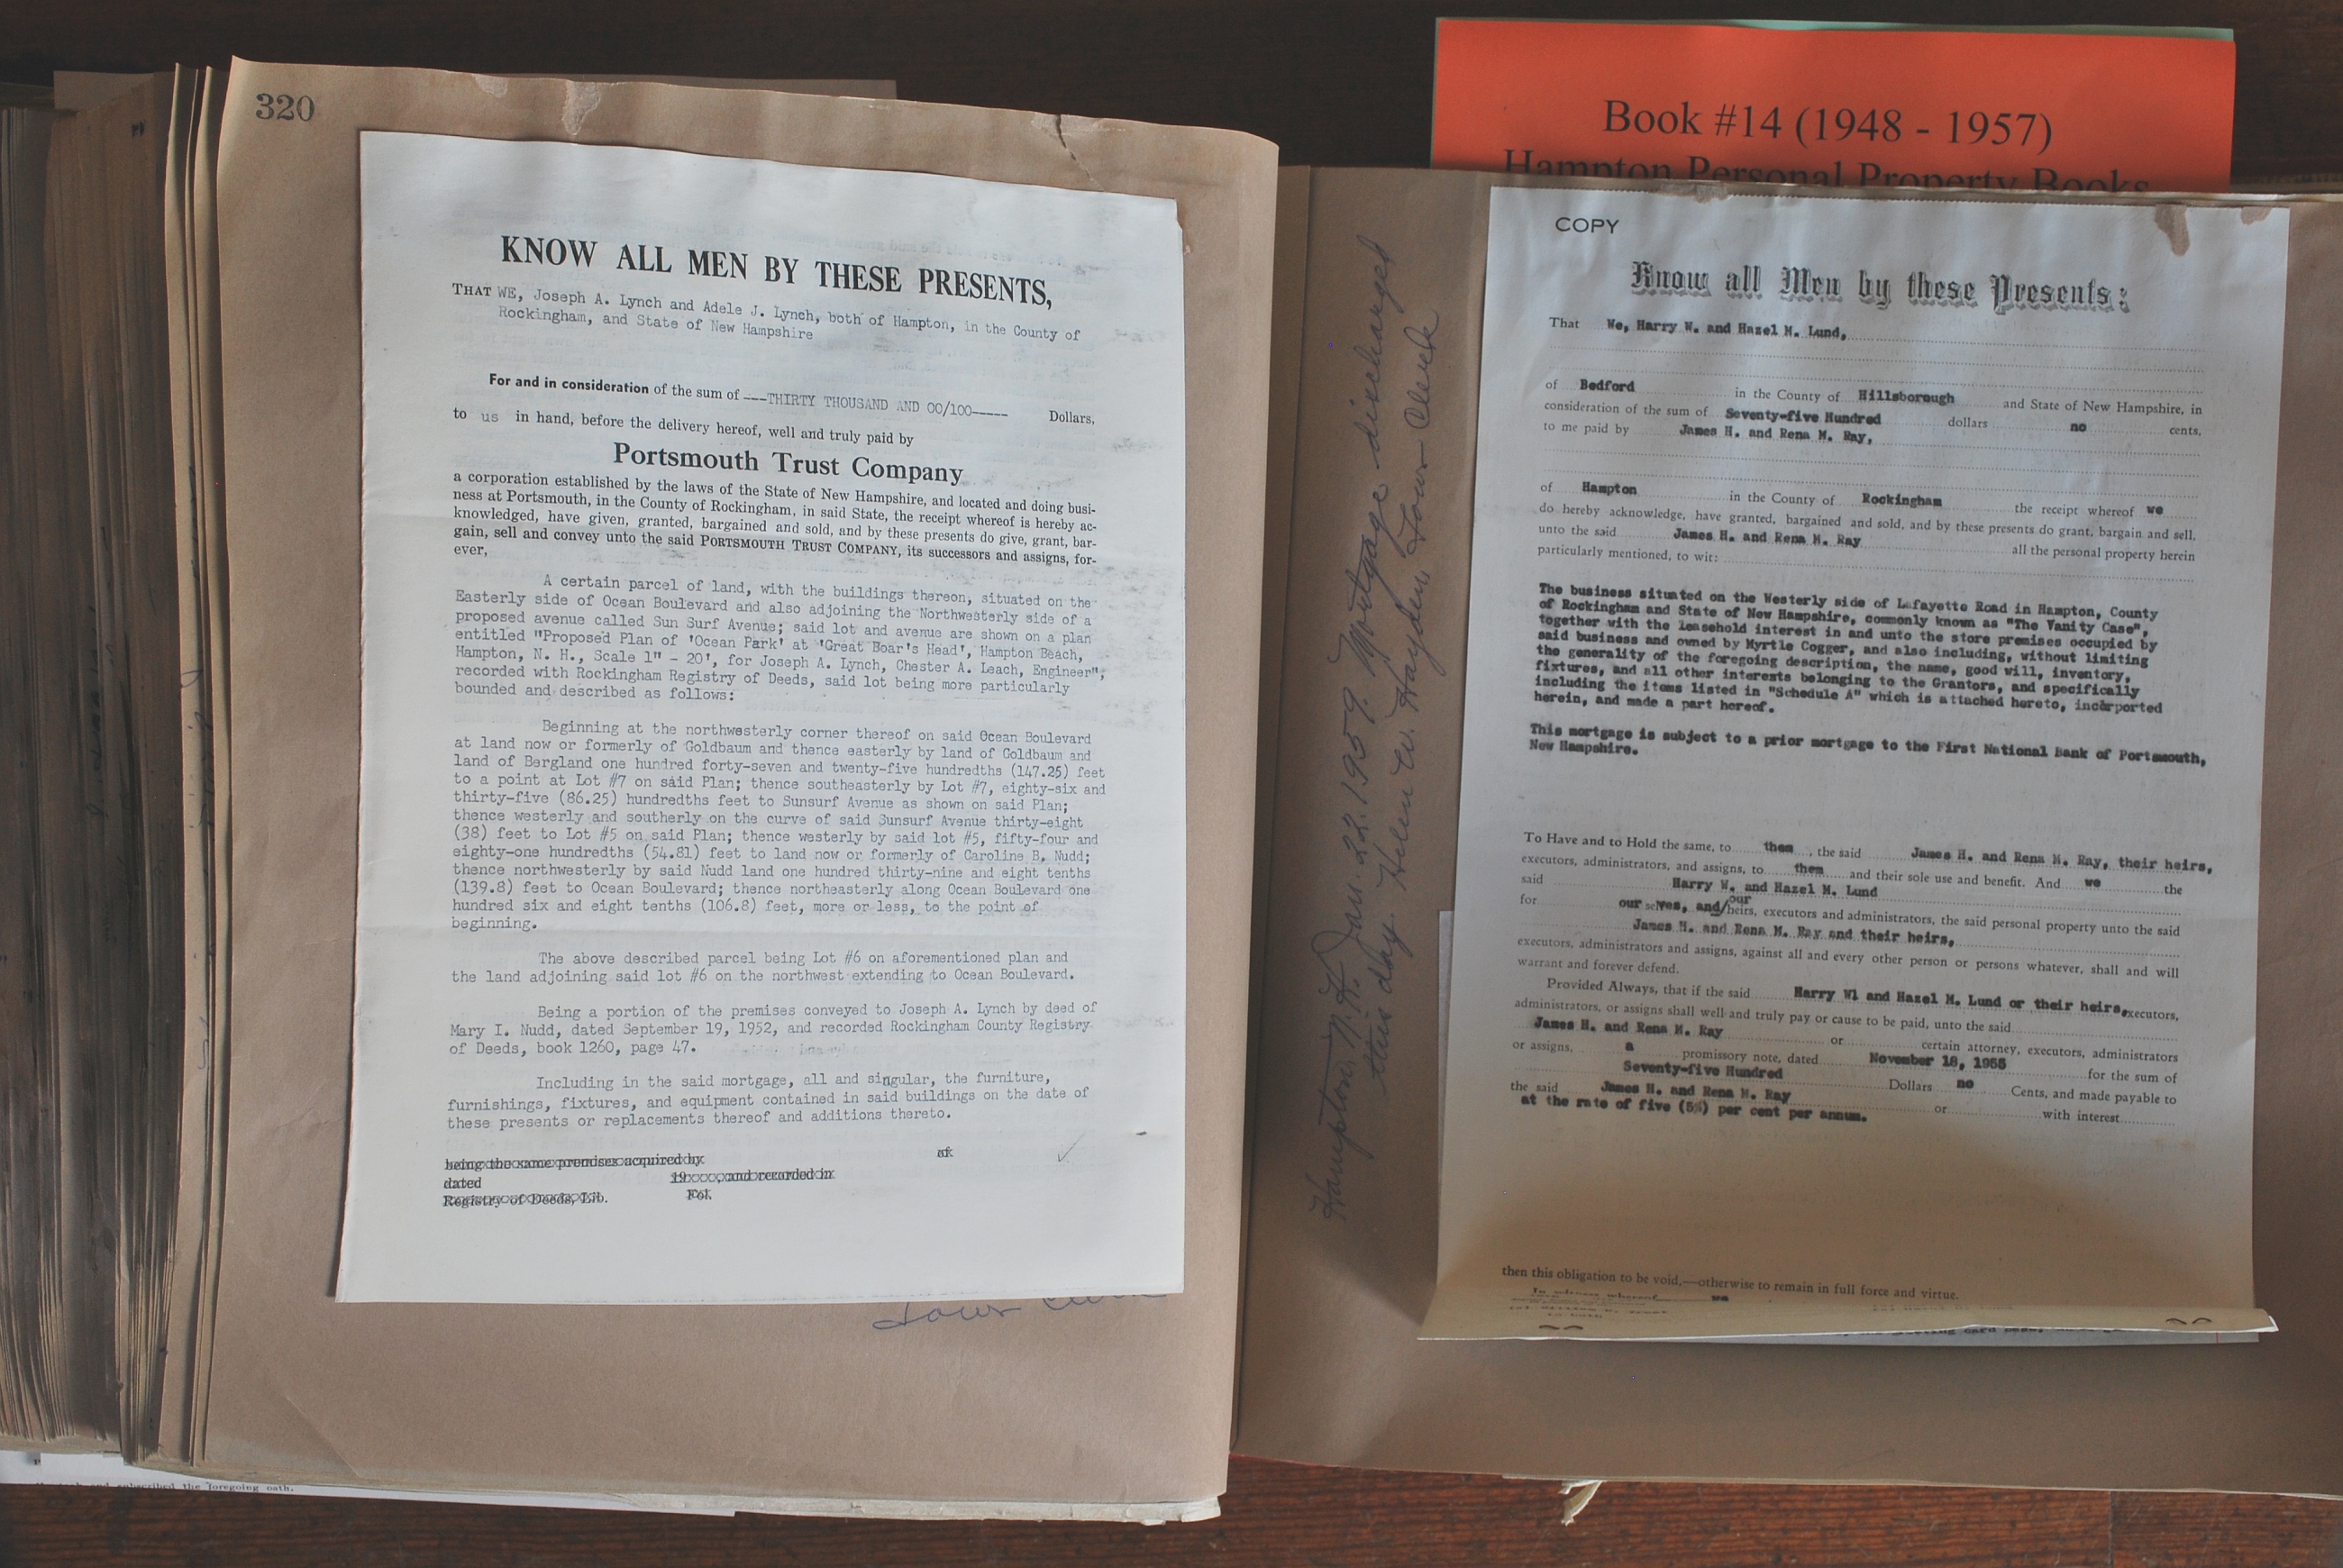 320
KNOW ALL MEN BY THESE PRESENTS,
THAT WE, Joseph A. Lynch and Adele J. Lynch, both of Hampton, in the County of
Rockingham, and State of New Hampshire
For and in consideration of the sum of ---THIRTY THOUSAND AND 00/100----- Dollars,
to us in hand, before the delivery hereof, well and truly paid by
Portsmouth Trust Company
a corporation established by the laws of the State of New Hampshire, and located and doing busi-
ness at Portsmouth, in the County of Rockingham, in said State, the receipt whereof is hereby ac-
knowledged, have given, granted, bargained and sold, and by these presents do give, grant, bar-
gain, sell and convey unto the said PORTSMOUTH TRUST COMPANY, its successors and assigns, for-
ever,
A certain parcel of land, with the buildings thereon, situated on the
Easterly side of Ocean Boulevard and also adjoining the Northwesterly side of a
proposed avenue called Sun Surf Avenue; said lot and avenue are shown on a plan
entitled "Proposed Plan of 'Ocean Park' at 'Great Boar's Head', Hampton Beach,
Hampton, N. H., Scale 1" - 20', for Joseph A. Lynch, Chester A. Leach, Engineer";
recorded with Rockingham Registry of Deeds, said lot being more particularly
bounded and described as follows:
Beginning at the northwesterly corner thereof on said Ocean Boulevard
at land now or formerly of Goldbaum and thence easterly by land of Goldbaum and
land of Bergland one hundred forty-seven and twenty-five hundredths (147.25) feet
to a point at Lot #7 on said Plan; thence southeasterly by Lot #7, eighty-six and
thirty-five (86.25) hundredths feet to Sunsurf Avenue as shown on said Plan;
thence westerly and southerly on the curve of said Sunsurf Avenue thirty-eight
(38) feet to Lot #5 on said Plan; thence westerly by said lot #5, fifty-four and
eighty-one hundredths (54.81) feet to land now or formerly of Caroline B. Nudd;
thence northwesterly by said Nudd land one hundred thirty-nine and eight tenths
(139.8) feet to Ocean Boulevard; thence northeasterly along Ocean Boulevard one
hundred six and eight tenths (106.8) feet, more or less, to the point of
beginning.
The above described parcel being Lot #6 on aforementioned plan and
the land adjoining said lot #6 on the northwest extending to Ocean Boulevard.
Being a portion of the premises conveyed to Joseph A. Lynch by deed of
Mary I. Nudd, dated September 19, 1952, and recorded Rockingham County Registry
of Deeds, book 1260, page 47.
Including in the said mortgage, all and singular, the furniture,
furnishings, fixtures, and equipment contained in said buildings on the date of
these presents or replacements thereof and additions thereto.
being the same premises acquired by of
dated 19 , and recorded in
Registry of Deeds, Lib. Fol.
Town Clerk
Hampton, N.H. Jan. 22, 1959. Mortgage discharged
this day. Helen W. Hayden, Town Clerk
Book #14 (1948 - 1957)
Hampton Personal Property Books
COPY
Know all Men by these Presents:
That We, Harry W. and Hazel M. Lund,
of Bedford in the County of Hillsborough and State of New Hampshire, in
consideration of the sum of Seventy-five Hundred dollars no cents,
to me paid by James H. and Rena M. Ray,
of Hampton in the County of Rockingham the receipt whereof we
do hereby acknowledge, have granted, bargained and sold, and by these presents do grant, bargain and sell,
unto the said James H. and Rena M. Ray all the personal property herein
particularly mentioned, to wit:
The business situated on the Westerly side of Lafayette Road in Hampton, County
of Rockingham and State of New Hampshire, commonly known as "The Vanity Case",
together with the leasehold interest in and unto the store premises occupied by
said business and owned by Myrtle Cogger, and also including, without limiting
the generality of the foregoing description, the name, good will, inventory,
fixtures, and all other interests belonging to the Grantors, and specifically
including the items listed in "Schedule A" which is attached hereto, incorported
herein, and made a part hereof.
This mortgage is subject to a prior mortgage to the First National Bank of Portsmouth,
New Hampshire.
To Have and to Hold the same, to them , the said James H. and Rena M. Ray, their heirs,
executors, administrators, and assigns, to them and their sole use and benefit. And we the
said Harry W. and Hazel M. Lund
for our selves, and/our heirs, executors and administrators, the said personal property unto the said
James H. and Rena M. Ray and their heirs,
executors, administrators and assigns, against all and every other person or persons whatever, shall and will
warrant and forever defend.
Provided Always, that if the said Harry Wl and Hazel M. Lund or their heirs, executors,
administrators, or assigns shall well and truly pay or cause to be paid, unto the said
James H. and Rena M. Ray or certain attorney, executors, administrators
or assigns, a promissory note, dated November 18, 1955 for the sum of
Seventy-five Hundred Dollars no Cents, and made payable to
the said James H. and Rena M. Ray or with interest
at the rate of five (5%) per cent per annum.
then this obligation to be void,—otherwise to remain in full force and virtue.
In witness whereof we
subscribed the foregoing oath.